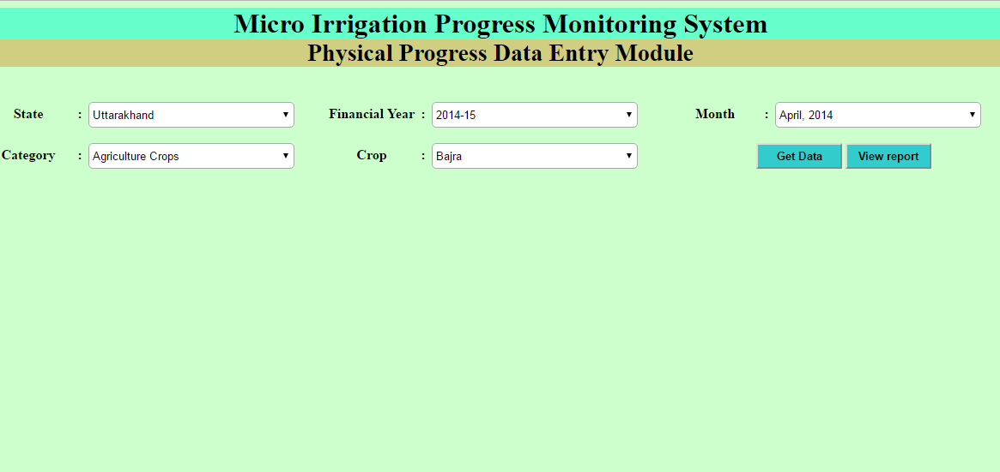 Micro Irrigation Progress Monitoring System
Physical Progress Data Entry Module
State : Uttarakhand Financial Year : 2014-15 Month : April, 2014
Category : Agriculture Crops Crop : Bajra Get Data View report